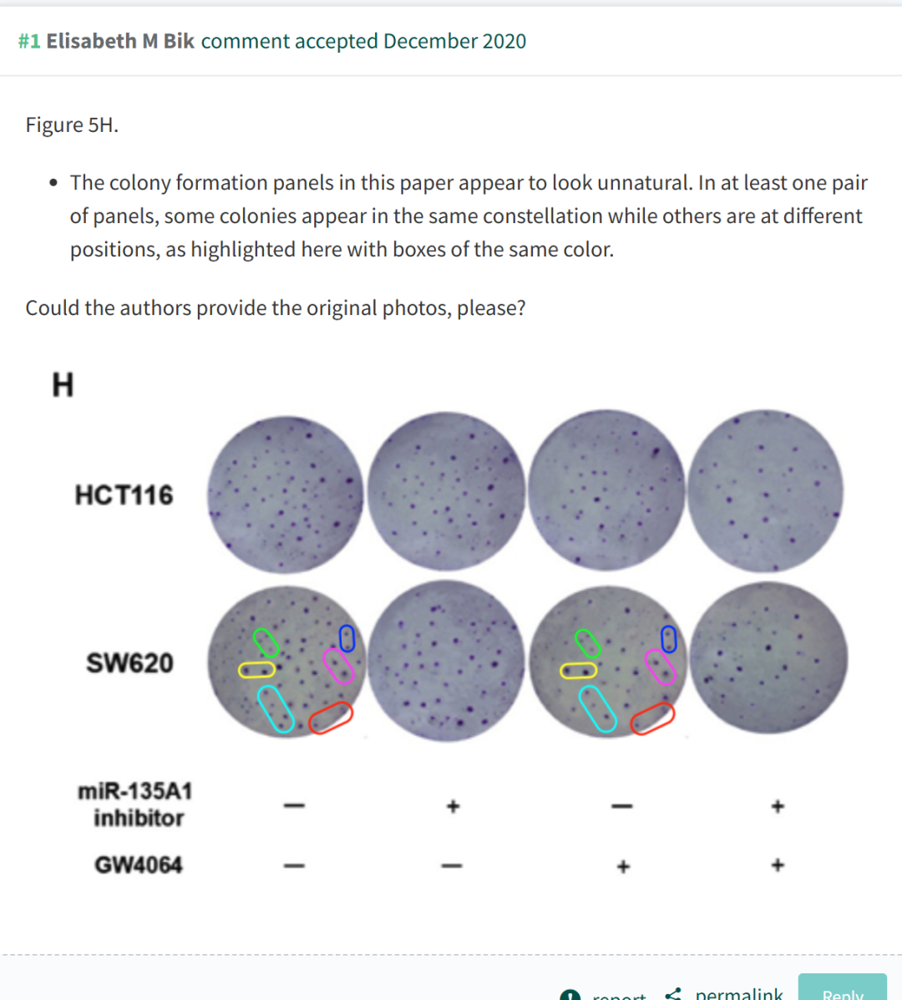 #1 Elisabeth M Bik comment accepted December 2020
Figure 5H.
• The colony formation panels in this paper appear to look unnatural. In at least one pair
of panels, some colonies appear in the same constellation while others are at different
positions, as highlighted here with boxes of the same color.
Could the authors provide the original photos, please?
H
HCT116
SW620
miR-135A1
inhibitor
− + − +
GW4064
− − + +
report permalink Reply